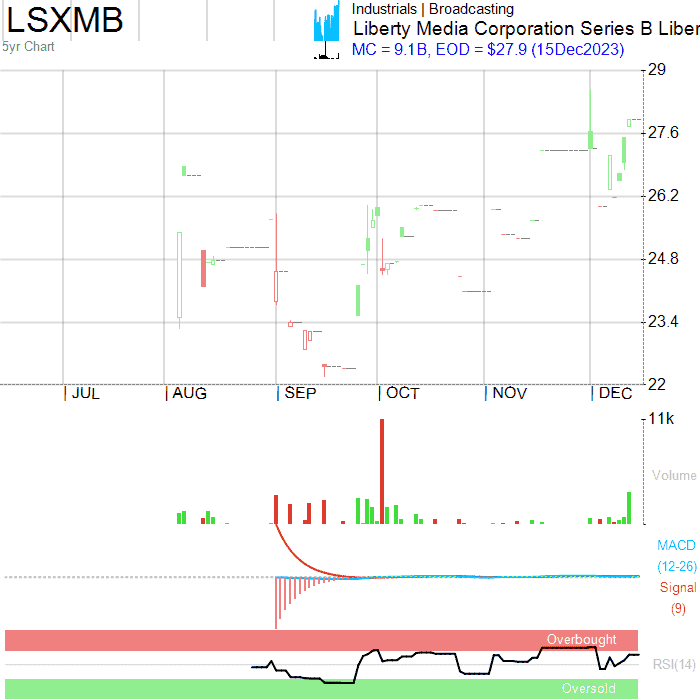 LSXMB
5yr Chart
Industrials | Broadcasting
Liberty Media Corporation Series B Liber
MC = 9.1B, EOD = $27.9 (15Dec2023)
29
27.6
26.2
24.8
23.4
22
JUL AUG SEP OCT NOV DEC
11k
Volume
MACD
(12-26)
Signal
(9)
Overbought
RSI(14)
Oversold